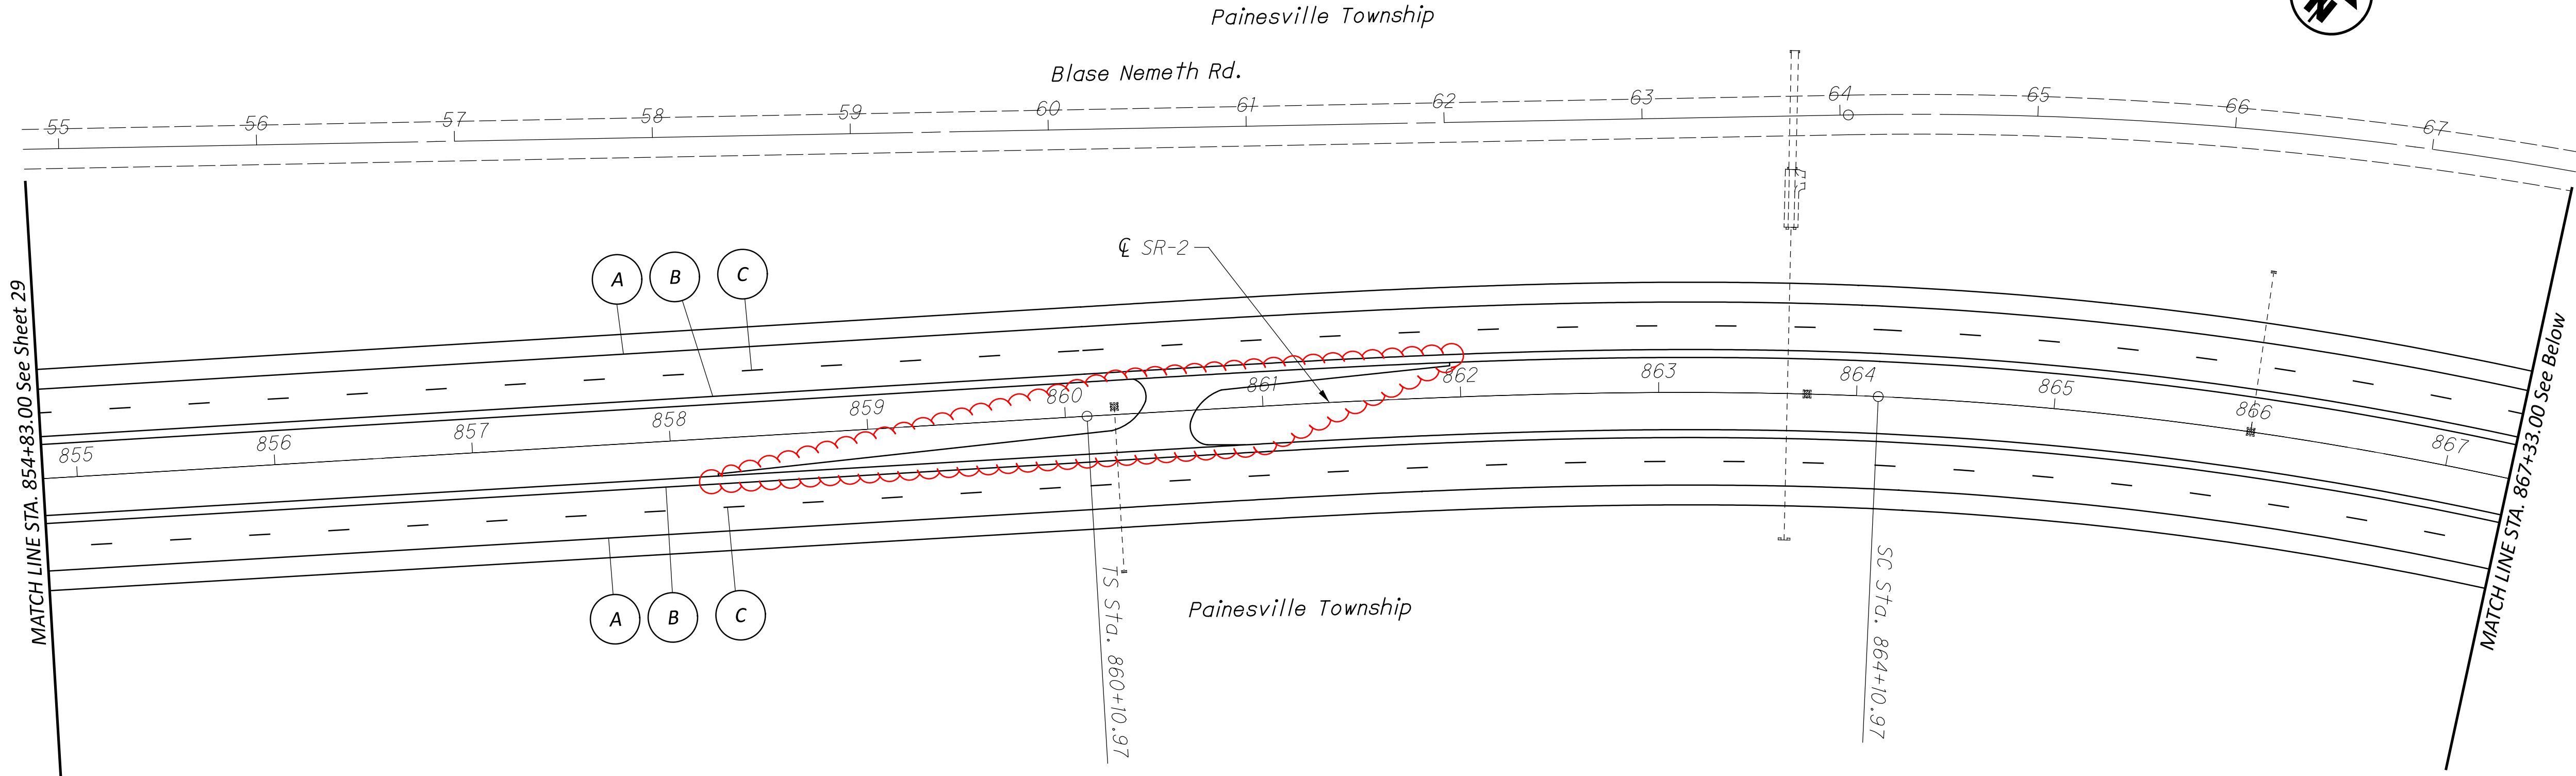 Painesville Township
N
Blase Nemeth Rd.
55 56 57 58 59 60 61 62 63 64 65 66 67
MATCH LINE STA. 854+83.00 See Sheet 29
A B C
℄ SR-2
855 856 857 858 859 860 861 862 863 864 865 866 867
MATCH LINE STA. 867+33.00 See Below
A B C
TS Sta. 860+10.97
Painesville Township
SC Sta. 864+10.97